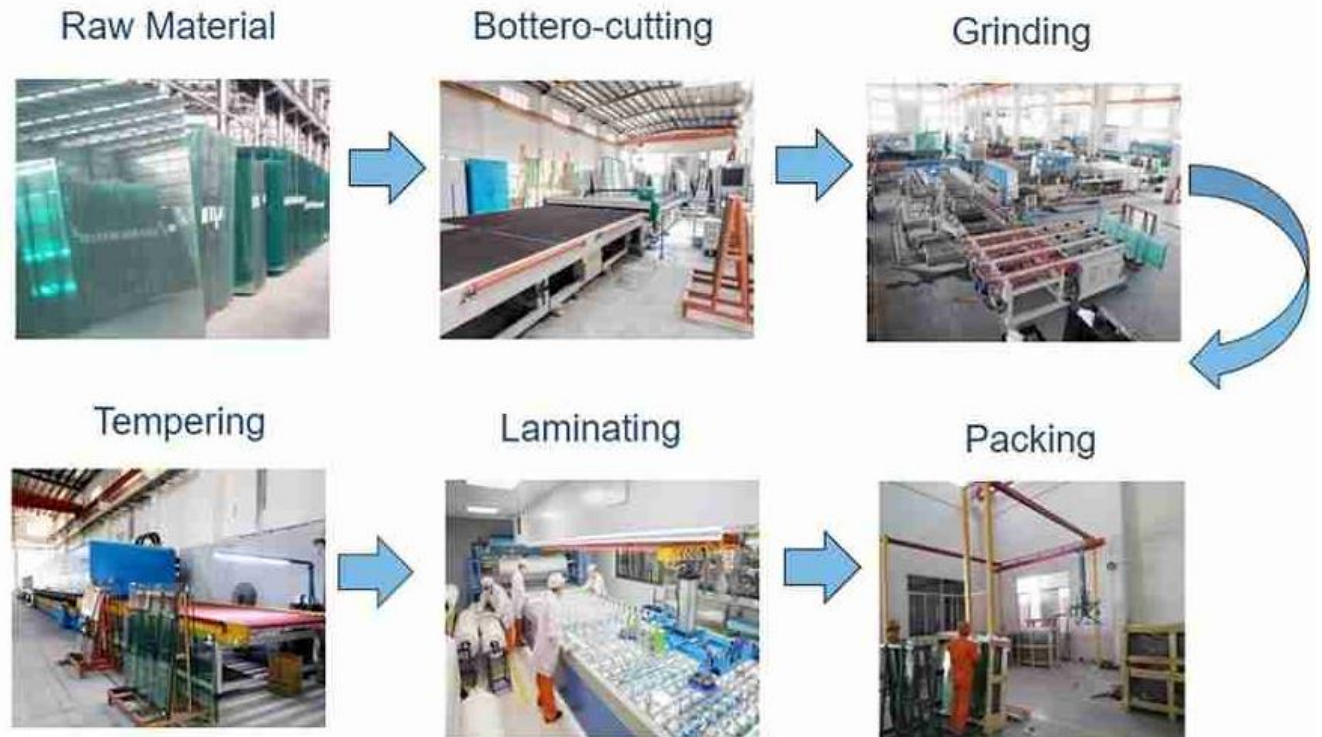 Raw Material
Bottero-cutting
Grinding
Tempering
Laminating
Packing